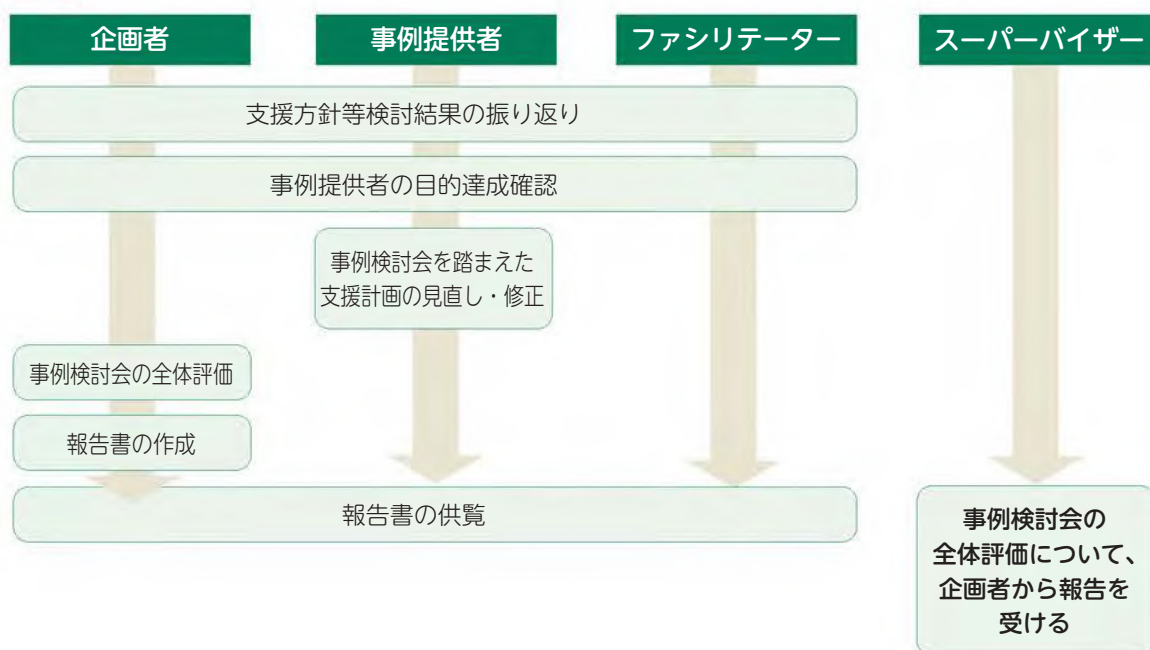 企画者
事例提供者
ファシリテーター
スーパーバイザー
支援方針等検討結果の振り返り
事例提供者の目的達成確認
事例検討会を踏まえた
支援計画の見直し・修正
事例検討会の全体評価
報告書の作成
報告書の供覧
事例検討会の
全体評価について、
企画者から報告を
受ける